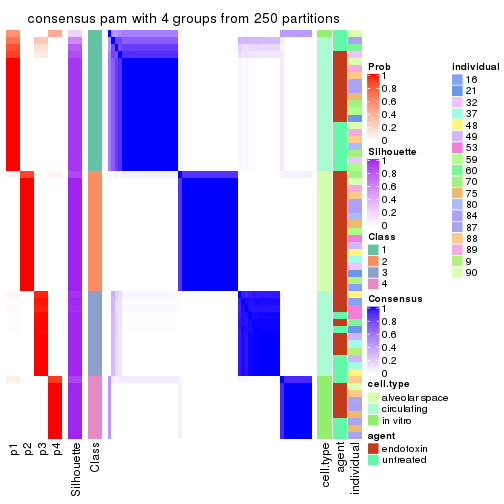 consensus pam with 4 groups from 250 partitions
Prob
1
0.8
0.6
0.4
0.2
0
Silhouette
1
0.8
0.6
0.4
0.2
0
Class
1
2
3
4
Consensus
1
0.8
0.6
0.4
0.2
0
cell.type
alveolar space
circulating
in vitro
agent
endotoxin
untreated
individual
16
21
32
37
48
49
53
59
60
70
75
80
84
87
88
89
9
90
p1
p2
p3
p4
Silhouette
Class
cell.type
agent
individual